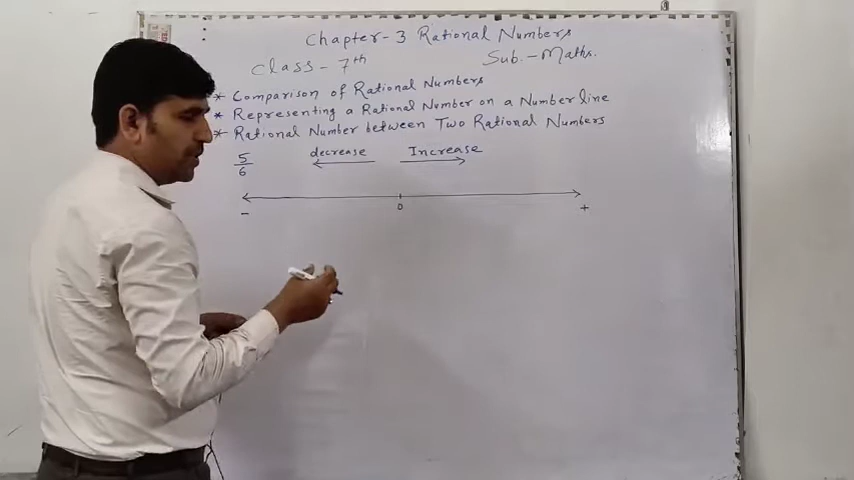 Chapter-3 Rational Numbers
Class-7th Sub.-Maths.
* Comparison of Rational Numbers
* Representing a Rational Number on a Number line
* Rational Number between Two Rational Numbers
5/6 decrease Increase
- 0 +